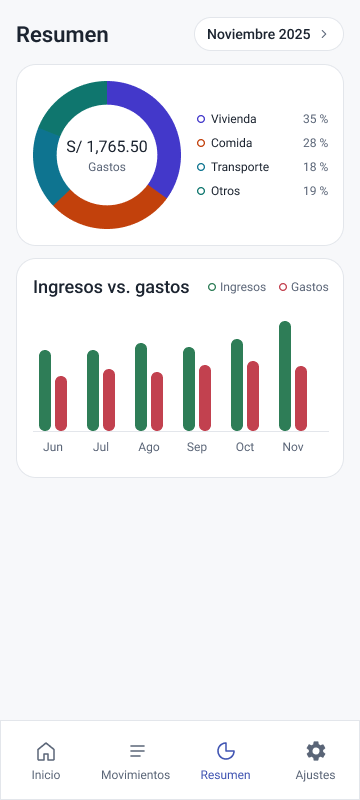 Resumen
Noviembre 2025
S/ 1,765.50
Gastos
Vivienda 35 %
Comida 28 %
Transporte 18 %
Otros 19 %
Ingresos vs. gastos
Ingresos Gastos
Jun Jul Ago Sep Oct Nov
Inicio Movimientos Resumen Ajustes